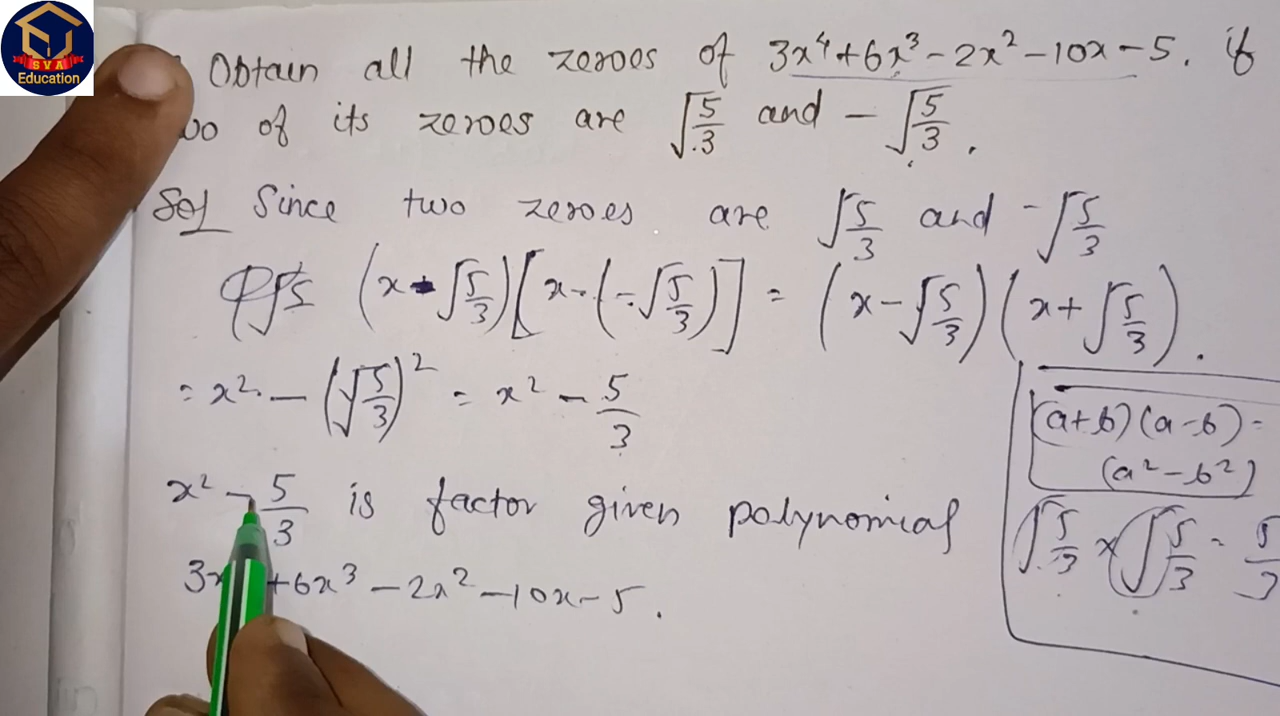 SVA
Education
Obtain all the zeroes of 3x⁴+6x³-2x²-10x-5. if
of its zeroes are √5/3 and -√5/3.
Sol Since two zeroes are √5/3 and -√5/3
(x-√5/3)[x-(-√5/3)] = (x-√5/3)(x+√5/3).
= x² - (√5/3)² = x² - 5/3
(a+b)(a-b) =
(a²-b²)
x² - 5/3 is factor given polynomial
√5/3 × √5/3 = 5/3
+6x³-2x²-10x-5.